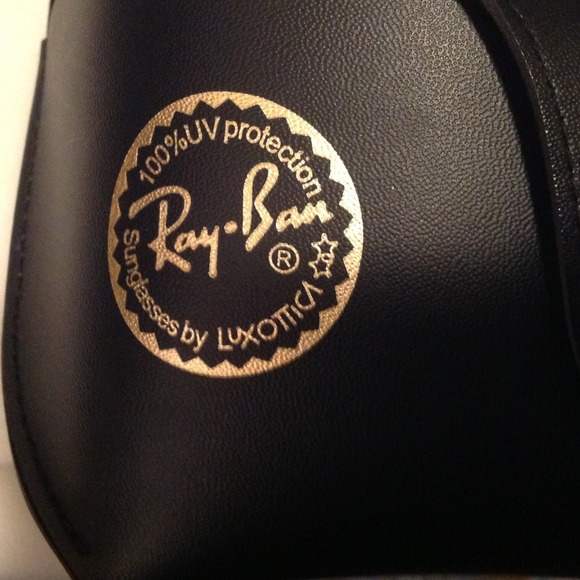 100% UV protection
Ray-Ban
®
Sunglasses by LUXOTTICA